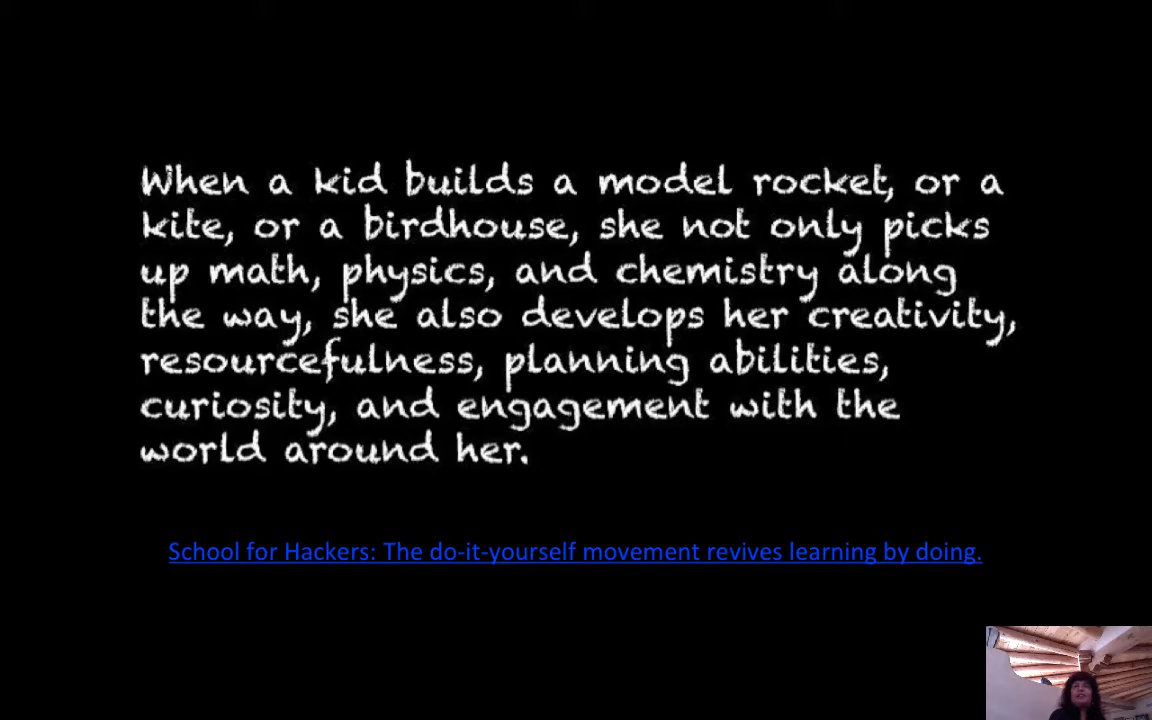 When a kid builds a model rocket, or a
kite, or a birdhouse, she not only picks
up math, physics, and chemistry along
the way, she also develops her creativity,
resourcefulness, planning abilities,
curiosity, and engagement with the
world around her.
School for Hackers: The do-it-yourself movement revives learning by doing.